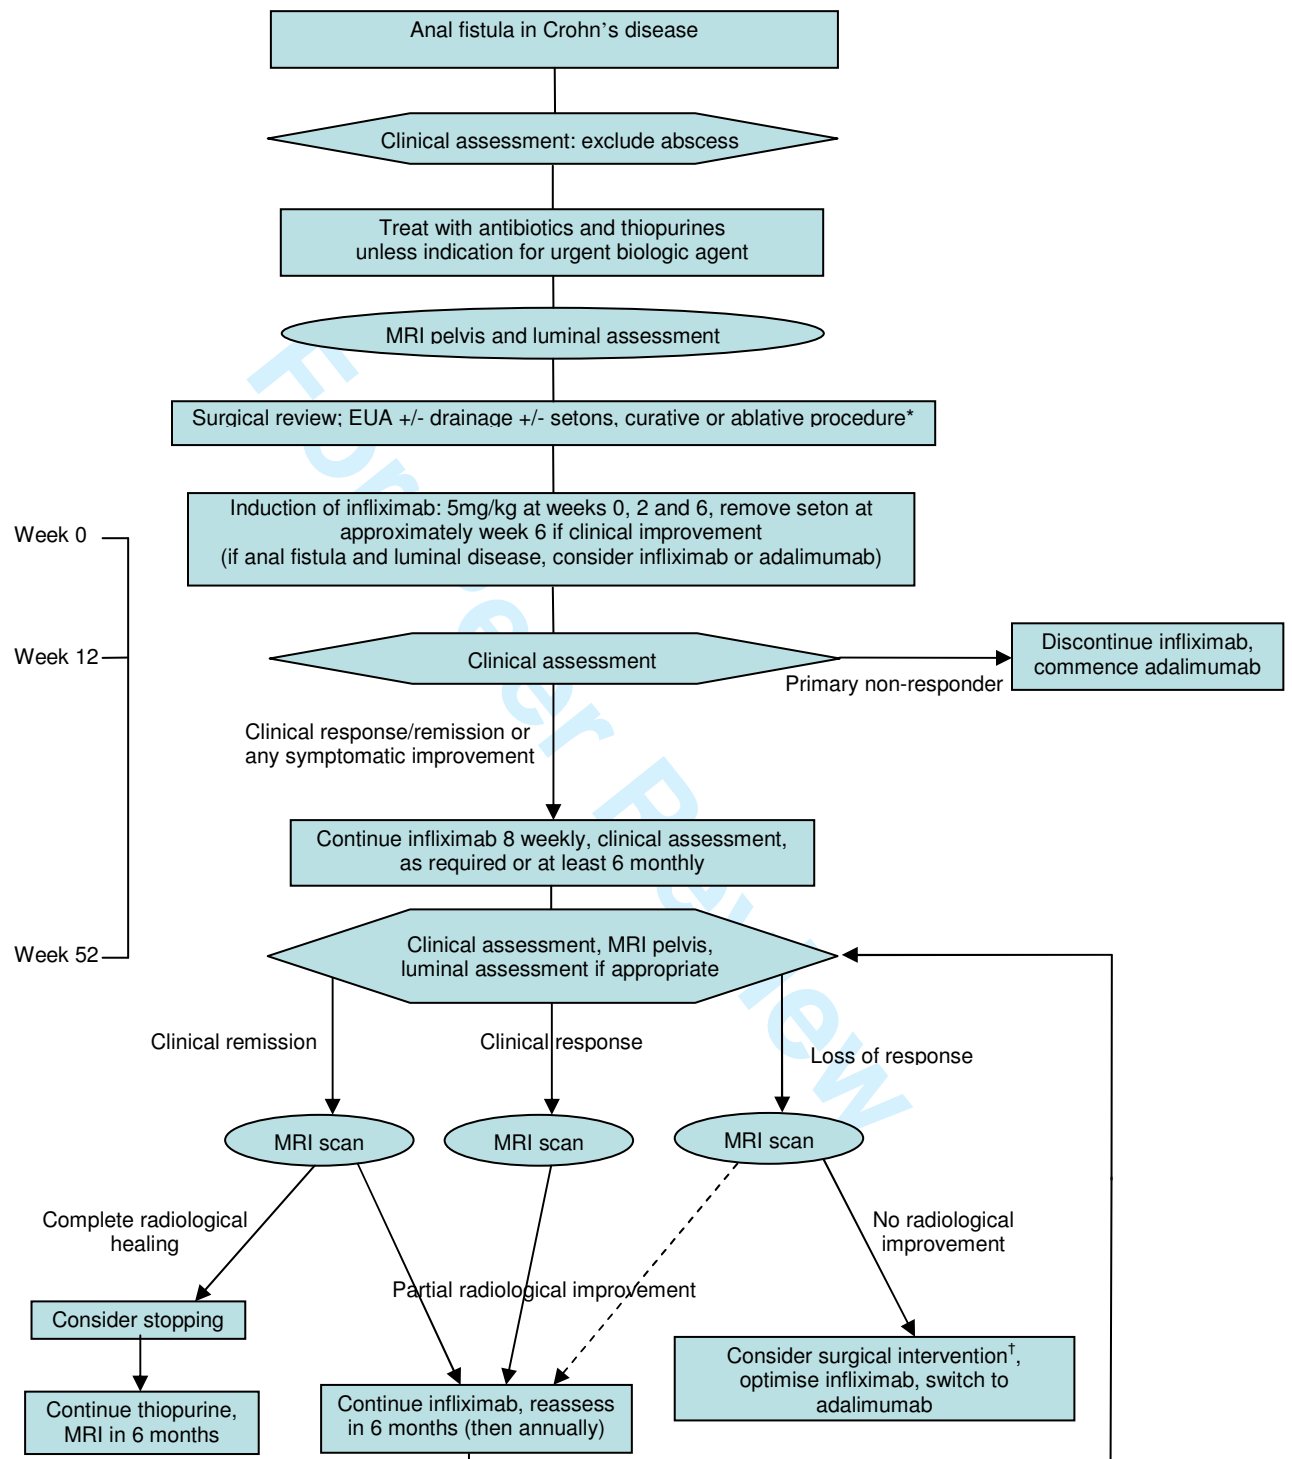 Anal fistula in Crohn’s disease
Clinical assessment: exclude abscess
Treat with antibiotics and thiopurines
unless indication for urgent biologic agent
MRI pelvis and luminal assessment
Surgical review; EUA +/- drainage +/- setons, curative or ablative procedure*
Induction of infliximab: 5mg/kg at weeks 0, 2 and 6, remove seton at
approximately week 6 if clinical improvement
(if anal fistula and luminal disease, consider infliximab or adalimumab)
Week 0
Week 12
Clinical assessment
Primary non-responder
Discontinue infliximab,
commence adalimumab
Clinical response/remission or
any symptomatic improvement
Continue infliximab 8 weekly, clinical assessment,
as required or at least 6 monthly
Week 52
Clinical assessment, MRI pelvis,
luminal assessment if appropriate
Clinical remission
Clinical response
Loss of response
MRI scan
MRI scan
MRI scan
Complete radiological
healing
No radiological
improvement
Partial radiological improvement
Consider stopping
Consider surgical intervention†,
optimise infliximab, switch to
adalimumab
Continue thiopurine,
MRI in 6 months
Continue infliximab, reassess
in 6 months (then annually)
For Peer Review